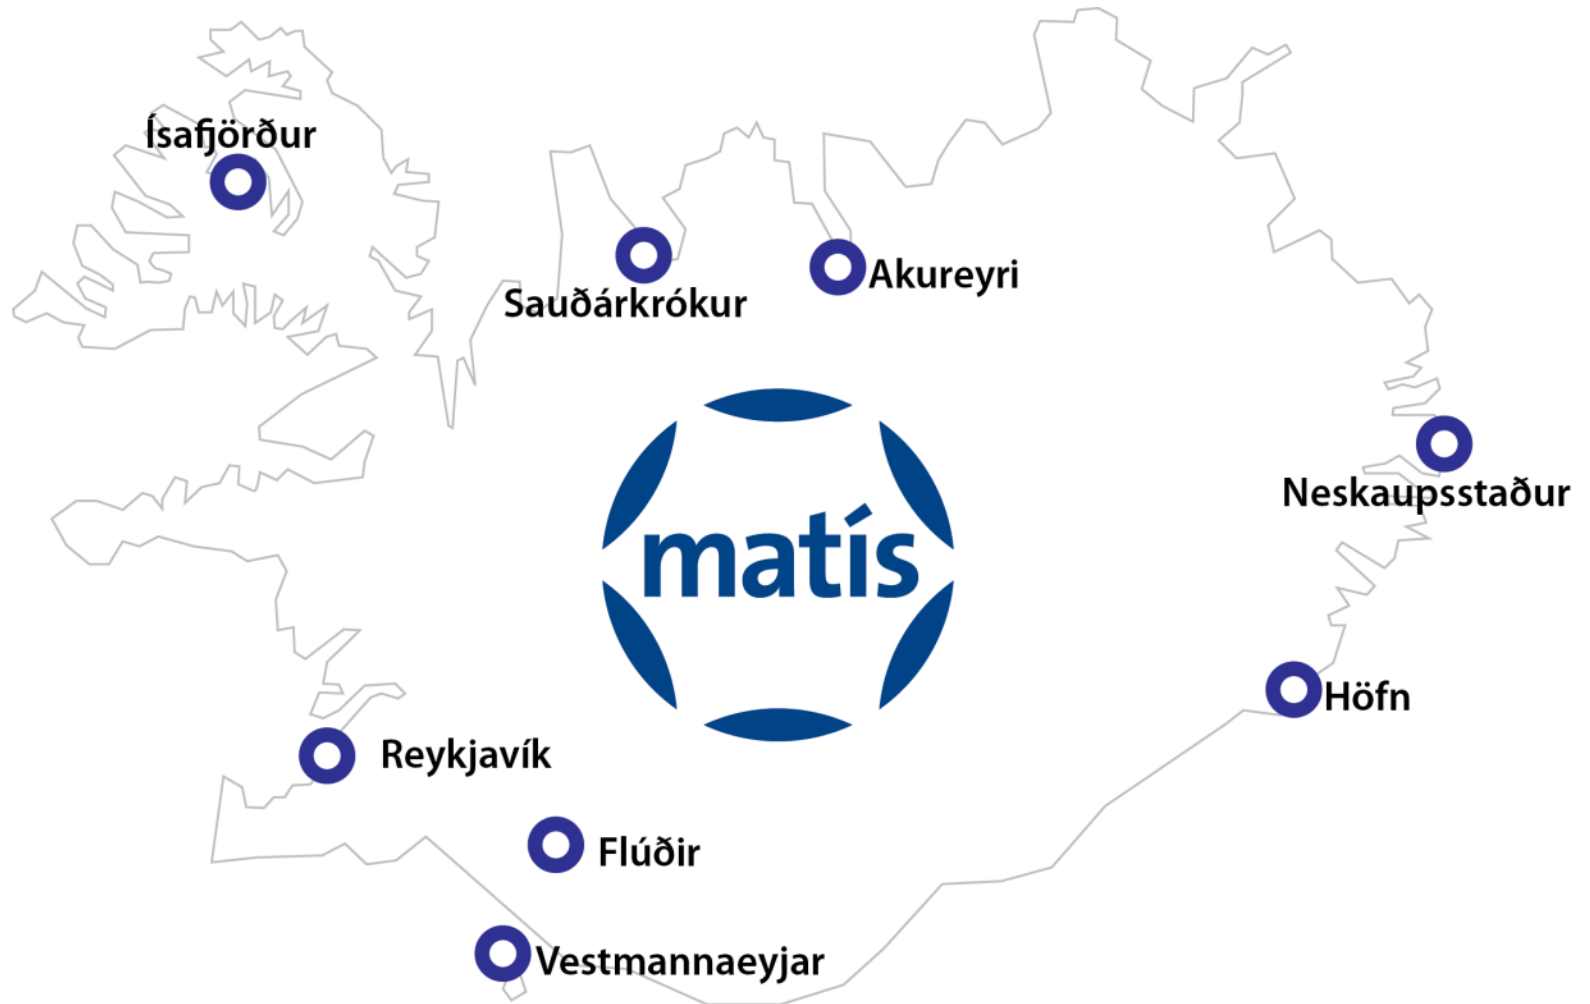 Ísafjörður
Sauðárkrókur
Akureyri
Neskaupsstaður
matís
Höfn
Reykjavík
Flúðir
Vestmannaeyjar